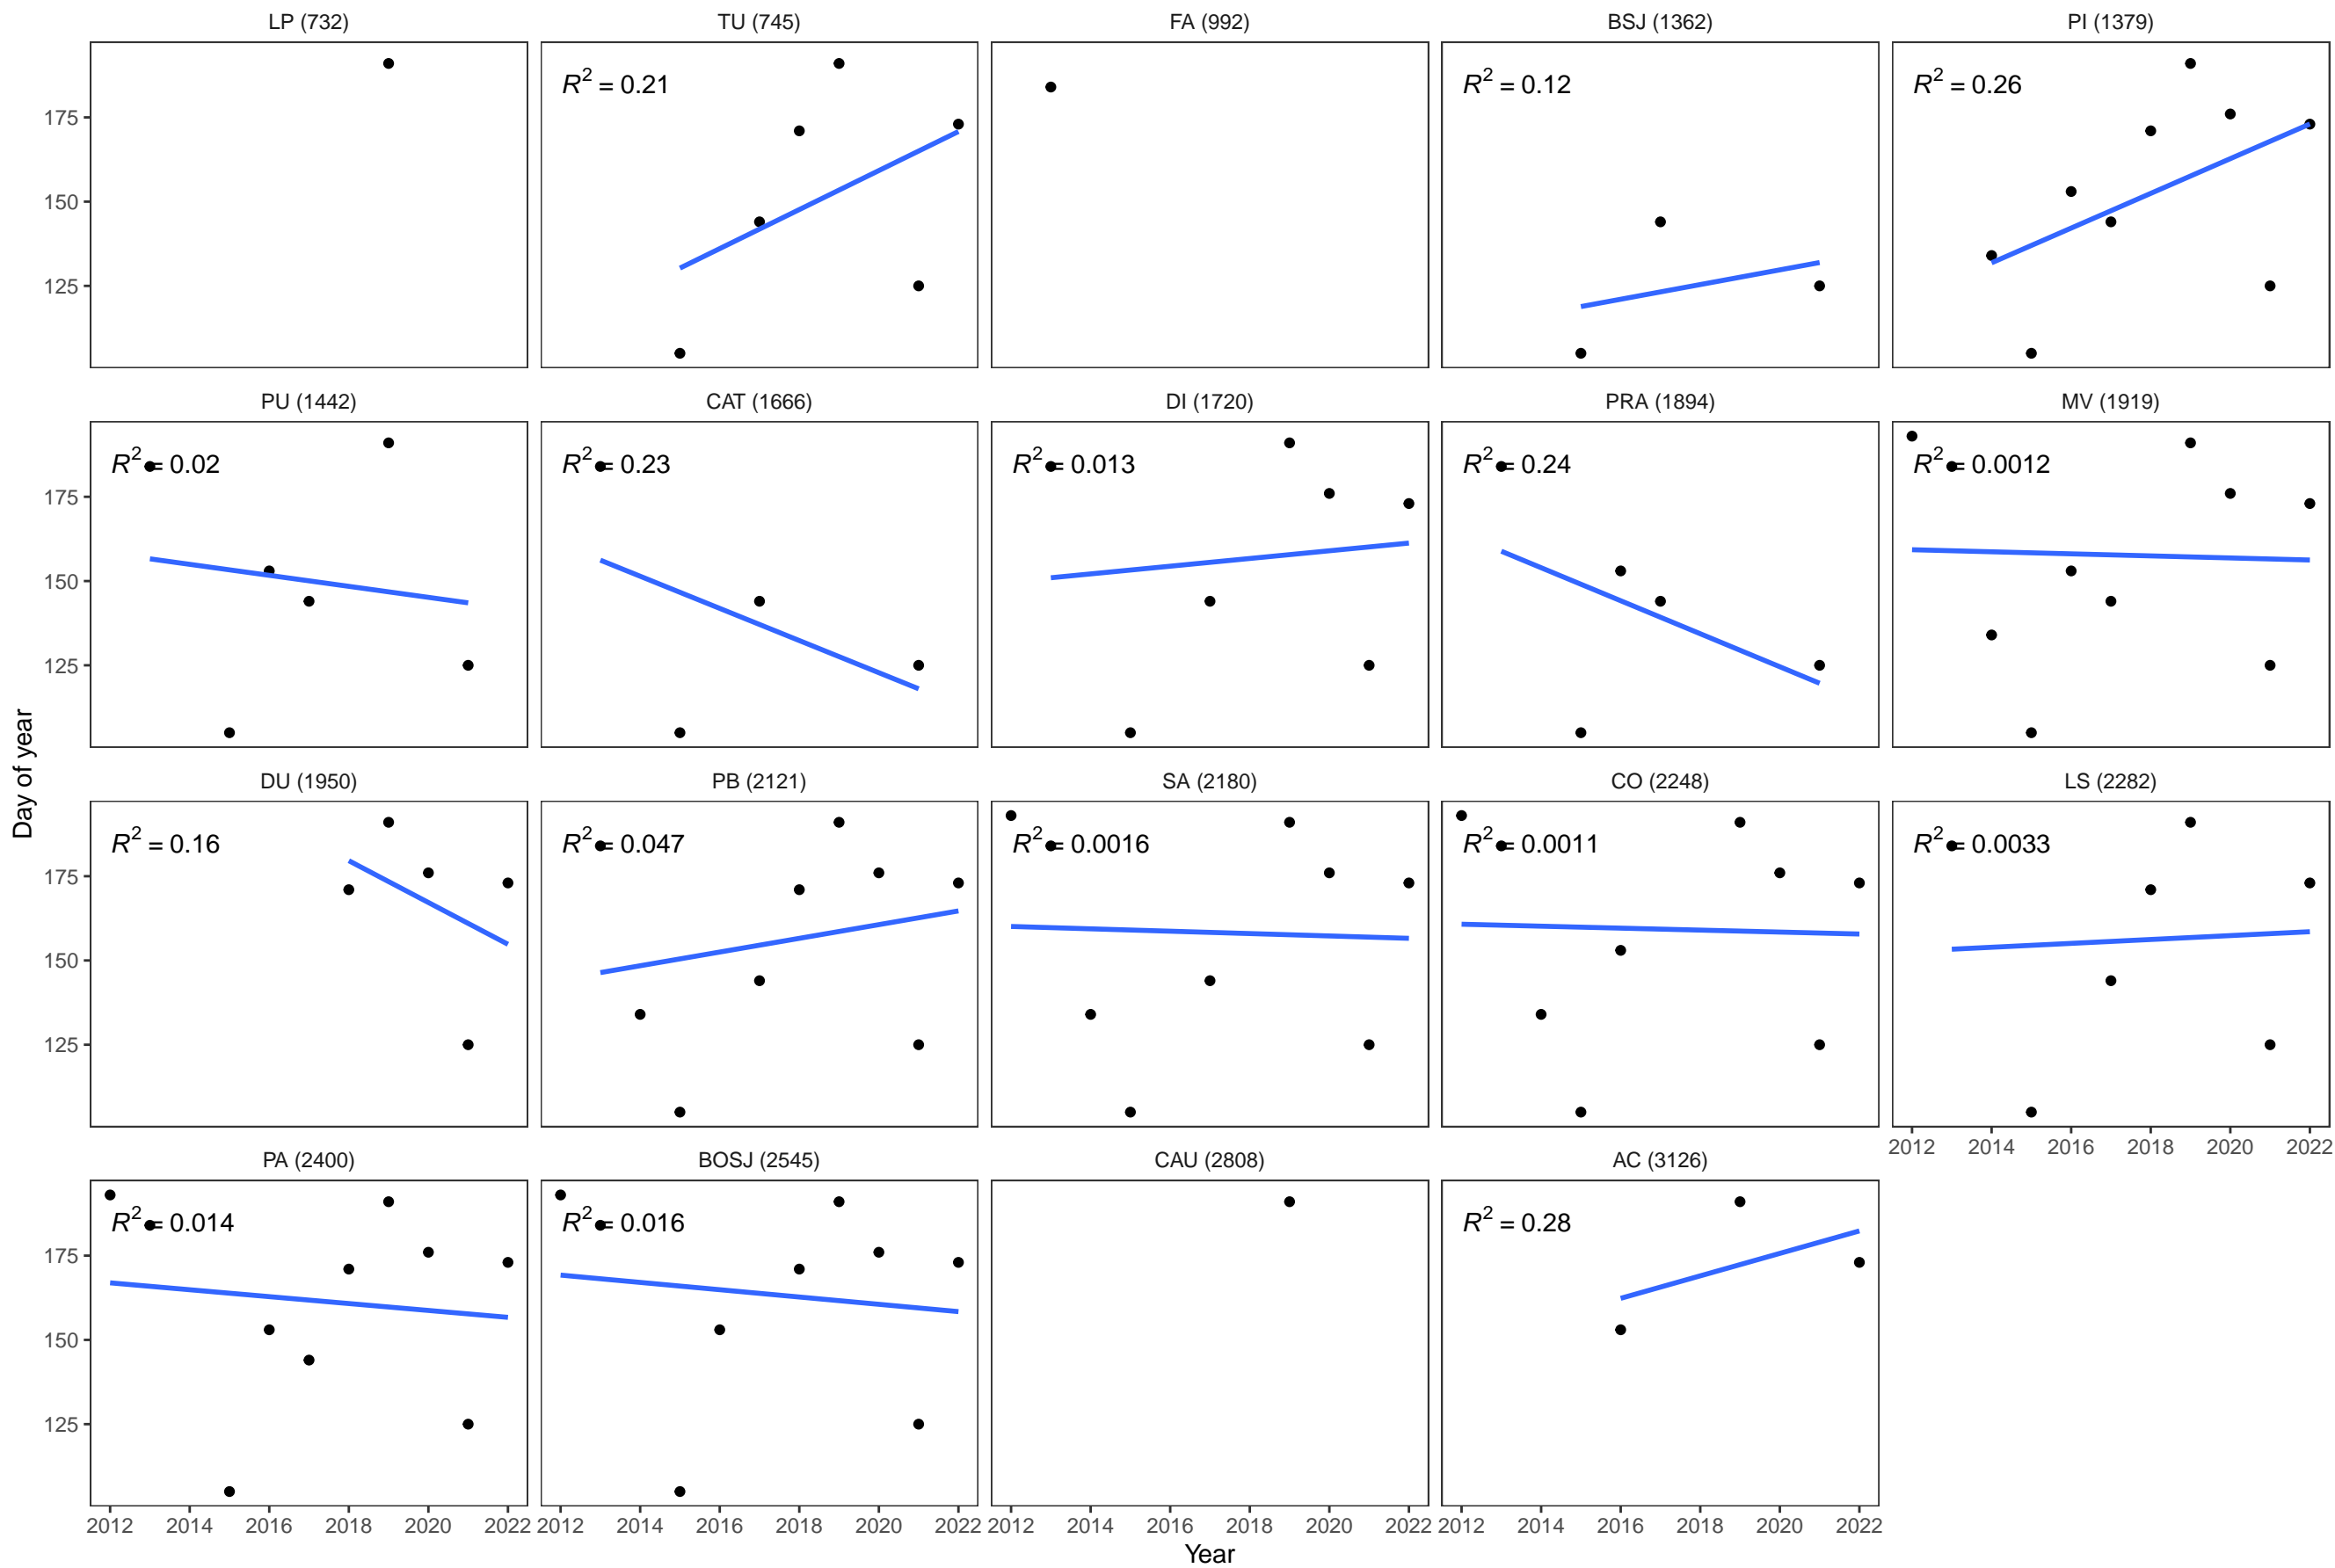 LP (732) TU (745) FA (992) BSJ (1362) PI (1379)
R² = 0.21 R² = 0.12 R² = 0.26
175
150
125
PU (1442) CAT (1666) DI (1720) PRA (1894) MV (1919)
R² = 0.02 R² = 0.23 R² = 0.013 R² = 0.24 R² = 0.0012
175
150
125
Day of year
DU (1950) PB (2121) SA (2180) CO (2248) LS (2282)
R² = 0.16 R² = 0.047 R² = 0.0016 R² = 0.0011 R² = 0.0033
175
150
125
2012 2014 2016 2018 2020 2022
PA (2400) BOSJ (2545) CAU (2808) AC (3126)
R² = 0.014 R² = 0.016 R² = 0.28
175
150
125
2012 2014 2016 2018 2020 2022 2012 2014 2016 2018 2020 2022 2012 2014 2016 2018 2020 2022 2012 2014 2016 2018 2020 2022
Year